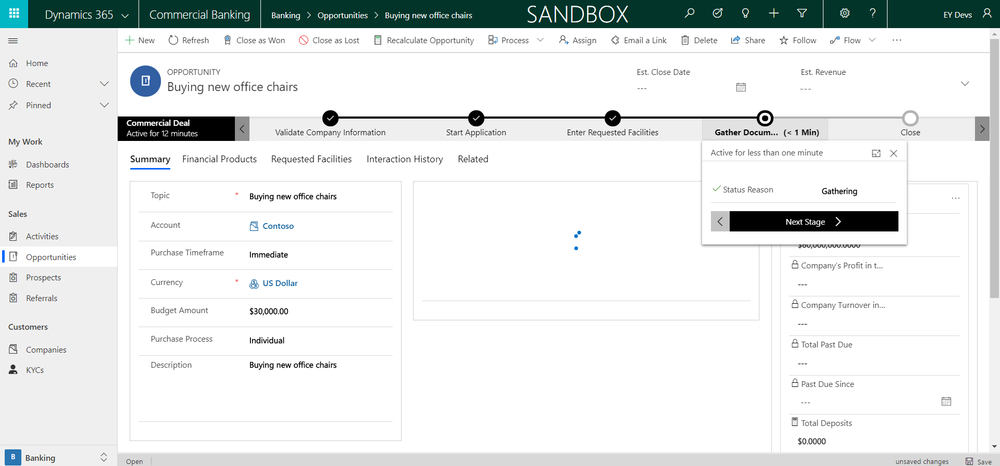 Dynamics 365
Commercial Banking
Banking > Opportunities > Buying new office chairs
SANDBOX
EY Devs
New
Refresh
Close as Won
Close as Lost
Recalculate Opportunity
Process
Assign
Email a Link
Delete
Share
Follow
Flow
...
Home
Recent
Pinned
My Work
Dashboards
Reports
Sales
Activities
Opportunities
Prospects
Referrals
Customers
Companies
KYCs
B
Banking
OPPORTUNITY
Buying new office chairs
Est. Close Date
---
Est. Revenue
---
Commercial Deal
Active for 12 minutes
Validate Company Information
Start Application
Enter Requested Facilities
Gather Docum... (< 1 Min)
Close
Summary
Financial Products
Requested Facilities
Interaction History
Related
Active for less than one minute
Status Reason
Gathering
Next Stage
Topic * Buying new office chairs
Account Contoso
Purchase Timeframe Immediate
Currency * US Dollar
Budget Amount $30,000.00
Purchase Process Individual
Description Buying new office chairs
...
Company's Profit in t...
---
Company Turnover in...
---
Total Past Due
---
Past Due Since
---
Total Deposits
$0.0000
Open
unsaved changes
Save